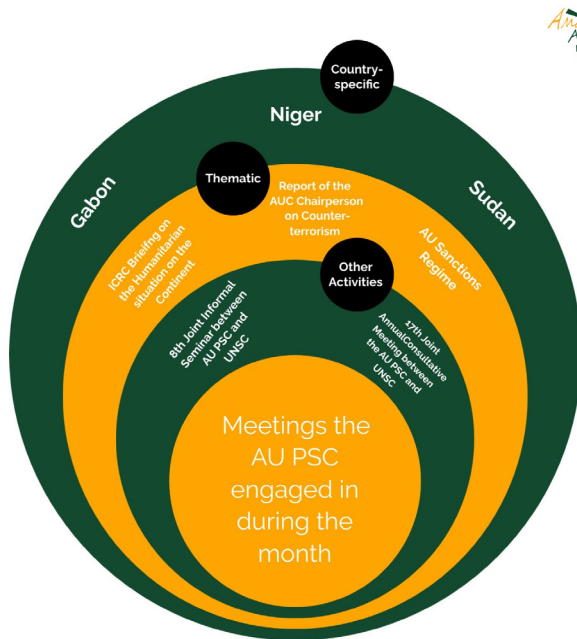 Country-
specific
Niger
Gabon
Sudan
Thematic
Report of the
AUC Chairperson
on Counter-
terrorism
ICRC Briefing on
the Humanitarian
situation on the
Continent
AU Sanctions
Regime
Other
Activities
8th Joint Informal
Seminar between
AU PSC and
UNSC
17th Joint
AnnualConsultative
Meeting between
the AU PSC and
UNSC
Meetings the
AU PSC
engaged in
during the
month